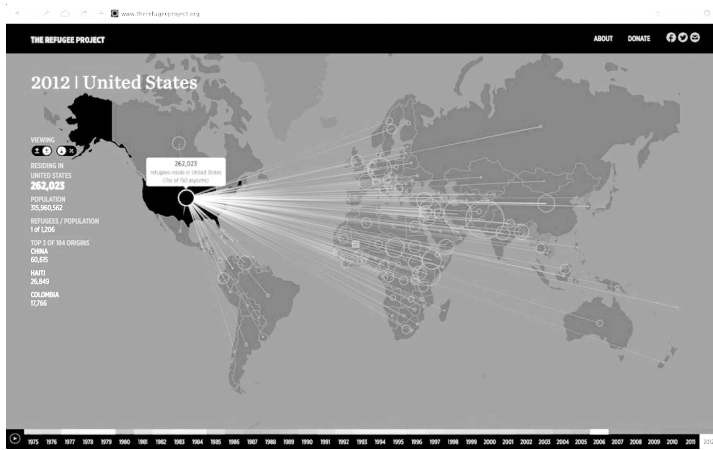 www.therefugeeproject.org
THE REFUGEE PROJECT
ABOUT DONATE
2012 | United States
VIEWING
RESIDING IN
UNITED STATES
262,023
POPULATION
315,960,562
REFUGEES / POPULATION
1 of 1,206
TOP 3 OF 184 ORIGINS
CHINA
60,615
HAITI
26,849
COLOMBIA
17,766
262,023
refugees reside in United States
1975 1976 1977 1978 1979 1980 1981 1982 1983 1984 1985 1986 1987 1988 1989 1990 1991 1992 1993 1994 1995 1996 1997 1998 1999 2000 2001 2002 2003 2004 2005 2006 2007 2008 2009 2010 2011 2012